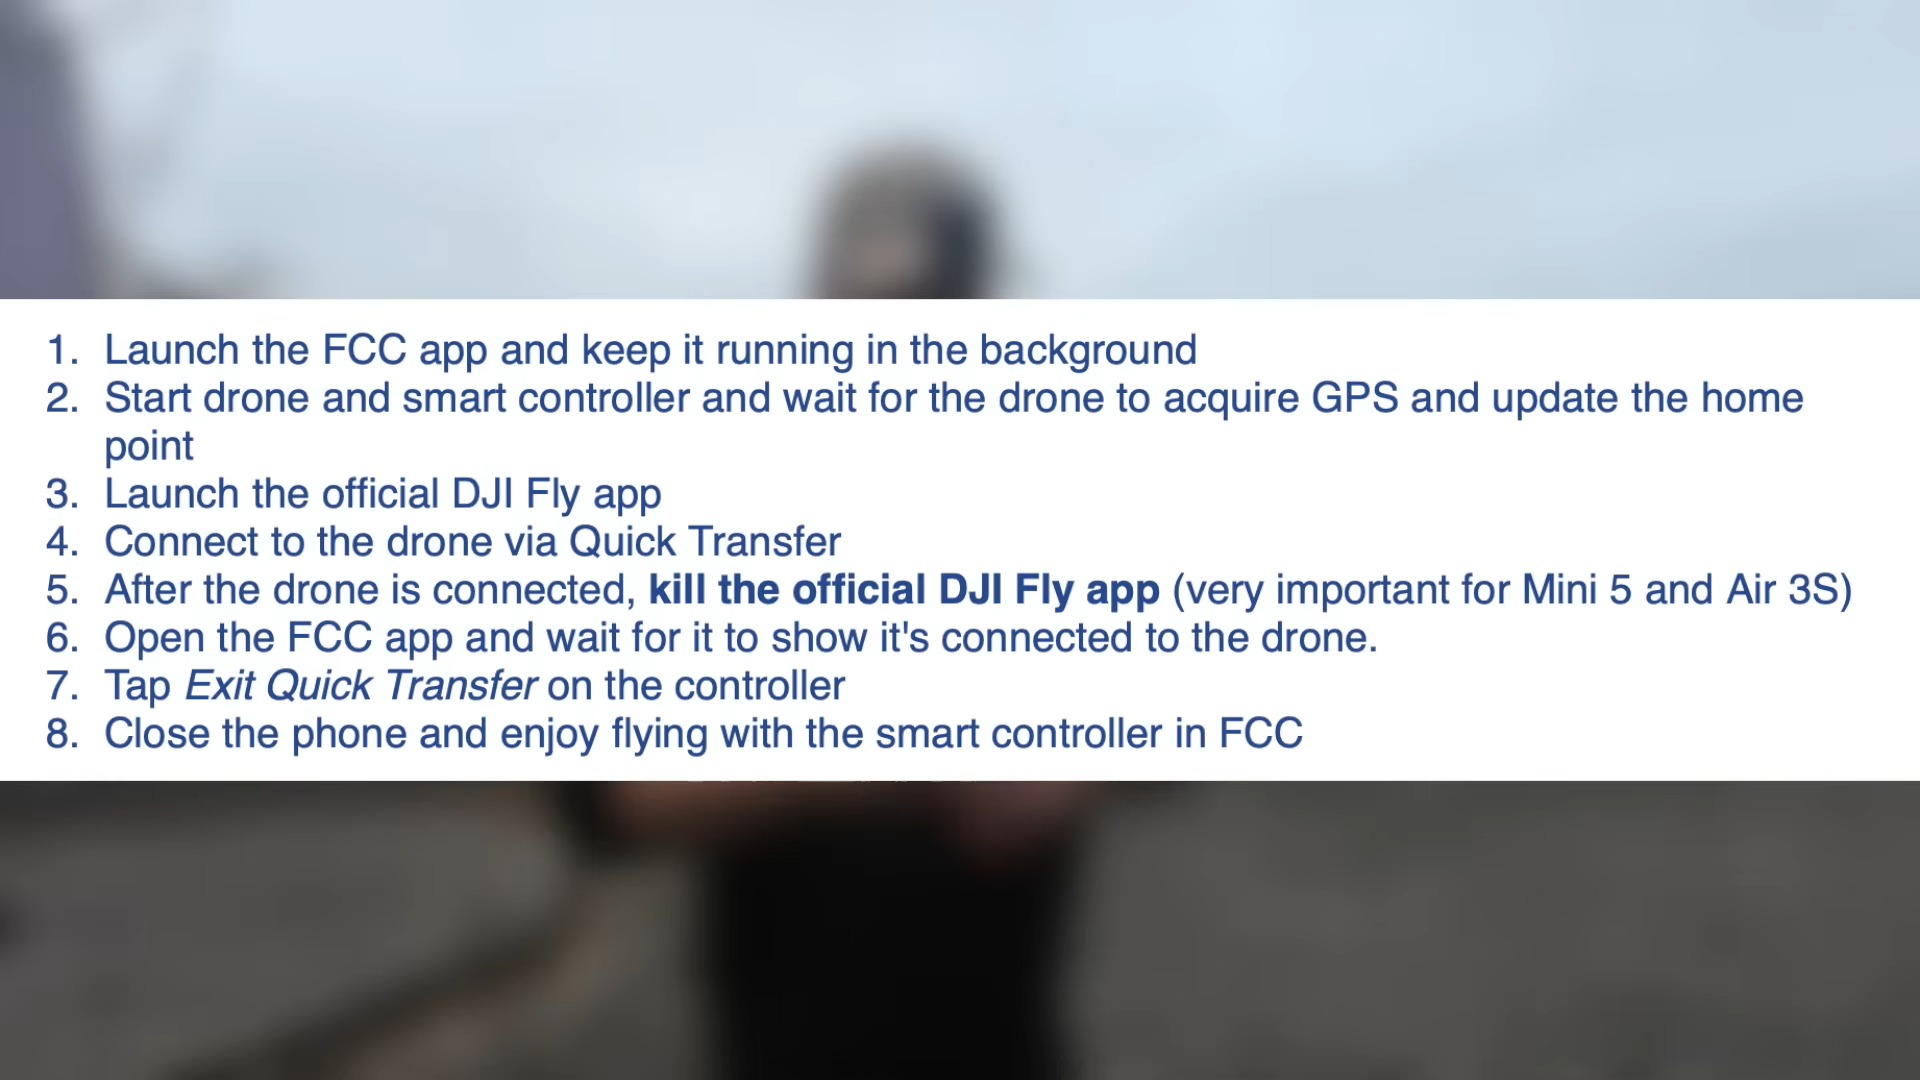 1. Launch the FCC app and keep it running in the background
2. Start drone and smart controller and wait for the drone to acquire GPS and update the home
point
3. Launch the official DJI Fly app
4. Connect to the drone via Quick Transfer
5. After the drone is connected, kill the official DJI Fly app (very important for Mini 5 and Air 3S)
6. Open the FCC app and wait for it to show it's connected to the drone.
7. Tap Exit Quick Transfer on the controller
8. Close the phone and enjoy flying with the smart controller in FCC